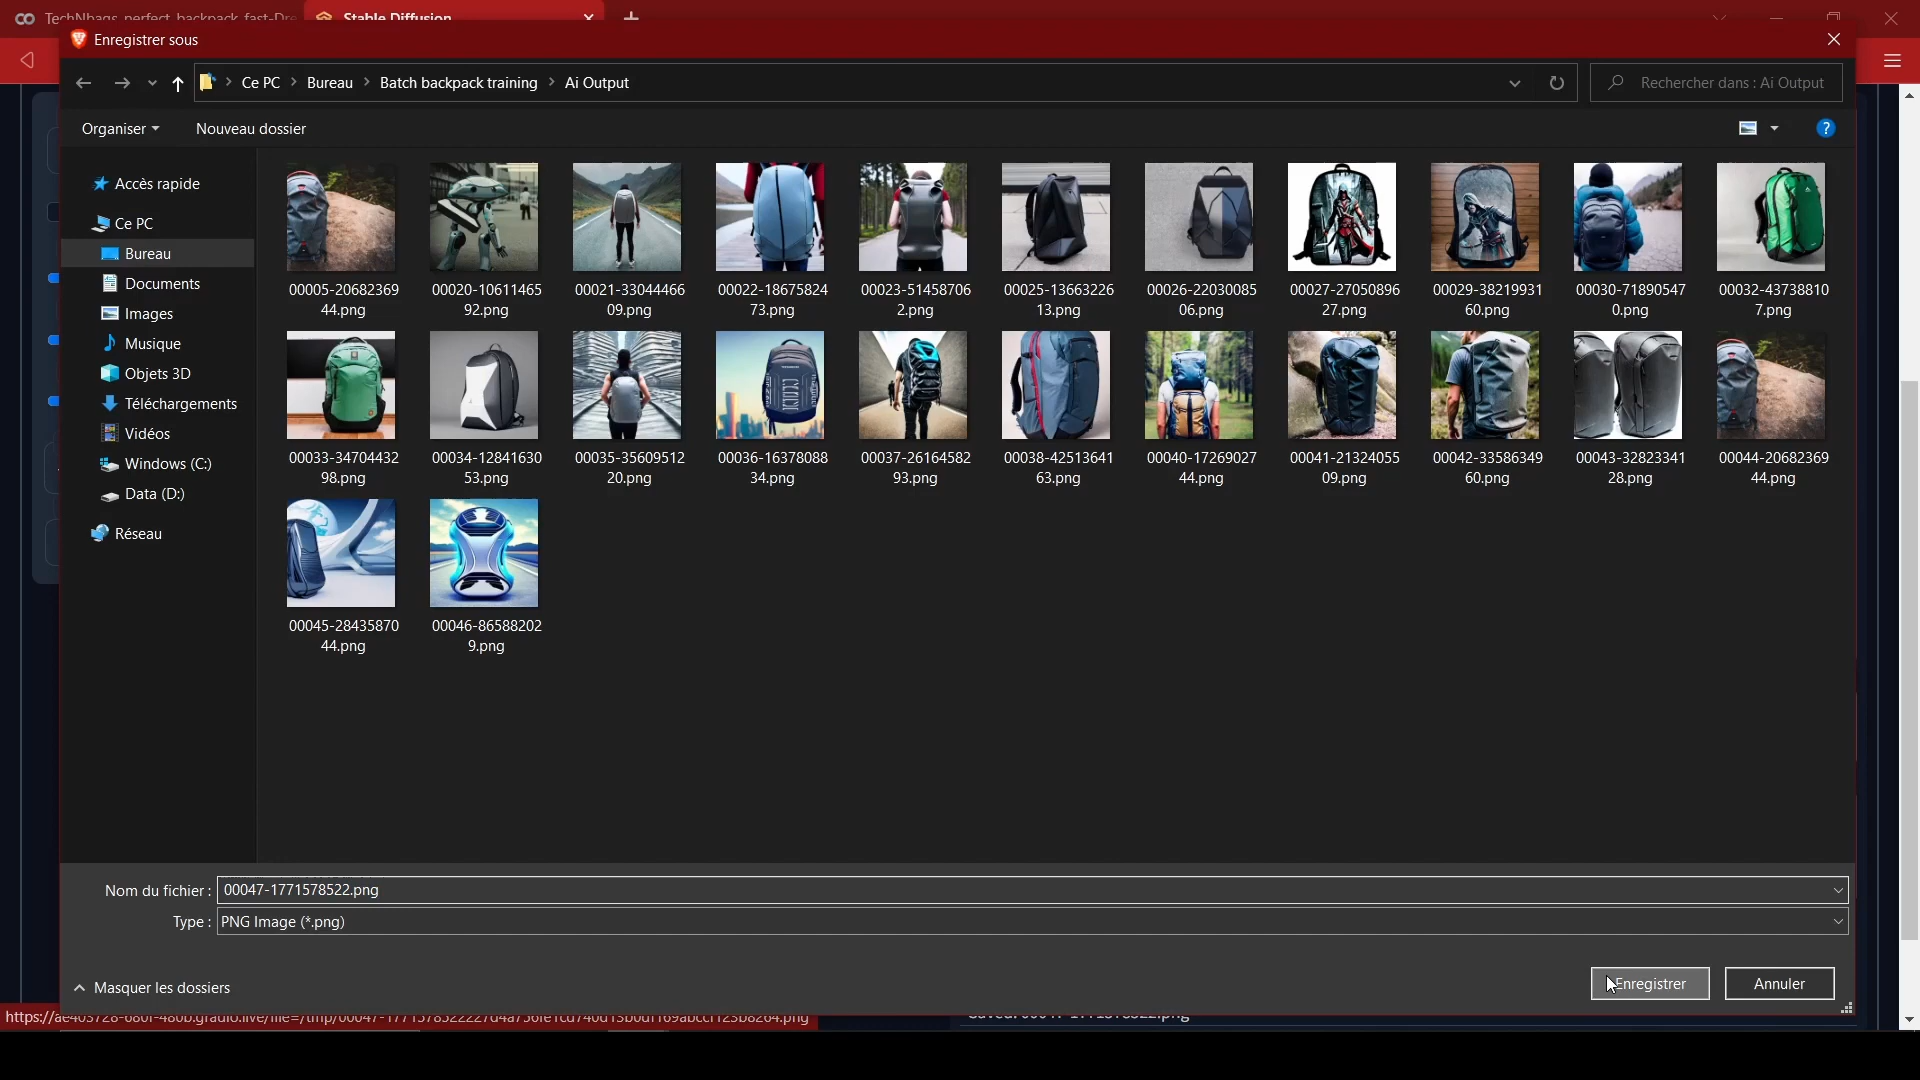 TechNbags_perfect_backpack_fast-Dre
Stable Diffusion
Enregistrer sous
Ce PC
Bureau
Batch backpack training
Ai Output
Rechercher dans : Ai Output
Organiser
Nouveau dossier
Accès rapide
Ce PC
Bureau
Documents
Images
Musique
Objets 3D
Téléchargements
Vidéos
Windows (C:)
Data (D:)
Réseau
00005-20682369
44.png
00020-10611465
92.png
00021-33044466
09.png
00022-18675824
73.png
00023-51458706
2.png
00025-13663226
13.png
00026-22030085
06.png
00027-27050896
27.png
00029-38219931
60.png
00030-71890547
0.png
00032-43738810
7.png
00033-34704432
98.png
00034-12841630
53.png
00035-35609512
20.png
00036-16378088
34.png
00037-26164582
93.png
00038-42513641
63.png
00040-17269027
44.png
00041-21324055
09.png
00042-33586349
60.png
00043-32823341
28.png
00044-20682369
44.png
00045-28435870
44.png
00046-86588202
9.png
Nom du fichier :
00047-1771578522.png
Type :
PNG Image (*.png)
Masquer les dossiers
Enregistrer
Annuler
Saved: 00047-1771578522.png